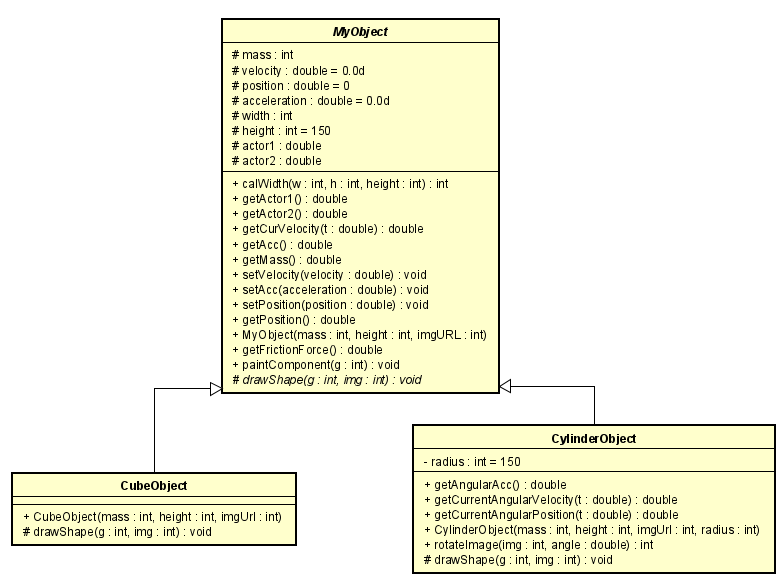 MyObject
# mass : int
# velocity : double = 0.0d
# position : double = 0
# acceleration : double = 0.0d
# width : int
# height : int = 150
# actor1 : double
# actor2 : double
+ calWidth(w : int, h : int, height : int) : int
+ getActor1() : double
+ getActor2() : double
+ getCurVelocity(t : double) : double
+ getAcc() : double
+ getMass() : double
+ setVelocity(velocity : double) : void
+ setAcc(acceleration : double) : void
+ setPosition(position : double) : void
+ getPosition() : double
+ MyObject(mass : int, height : int, imgURL : int)
+ getFrictionForce() : double
+ paintComponent(g : int) : void
# drawShape(g : int, img : int) : void
CubeObject
+ CubeObject(mass : int, height : int, imgUrl : int)
# drawShape(g : int, img : int) : void
CylinderObject
- radius : int = 150
+ getAngularAcc() : double
+ getCurrentAngularVelocity(t : double) : double
+ getCurrentAngularPosition(t : double) : double
+ CylinderObject(mass : int, height : int, imgUrl : int, radius : int)
+ rotateImage(img : int, angle : double) : int
# drawShape(g : int, img : int) : void